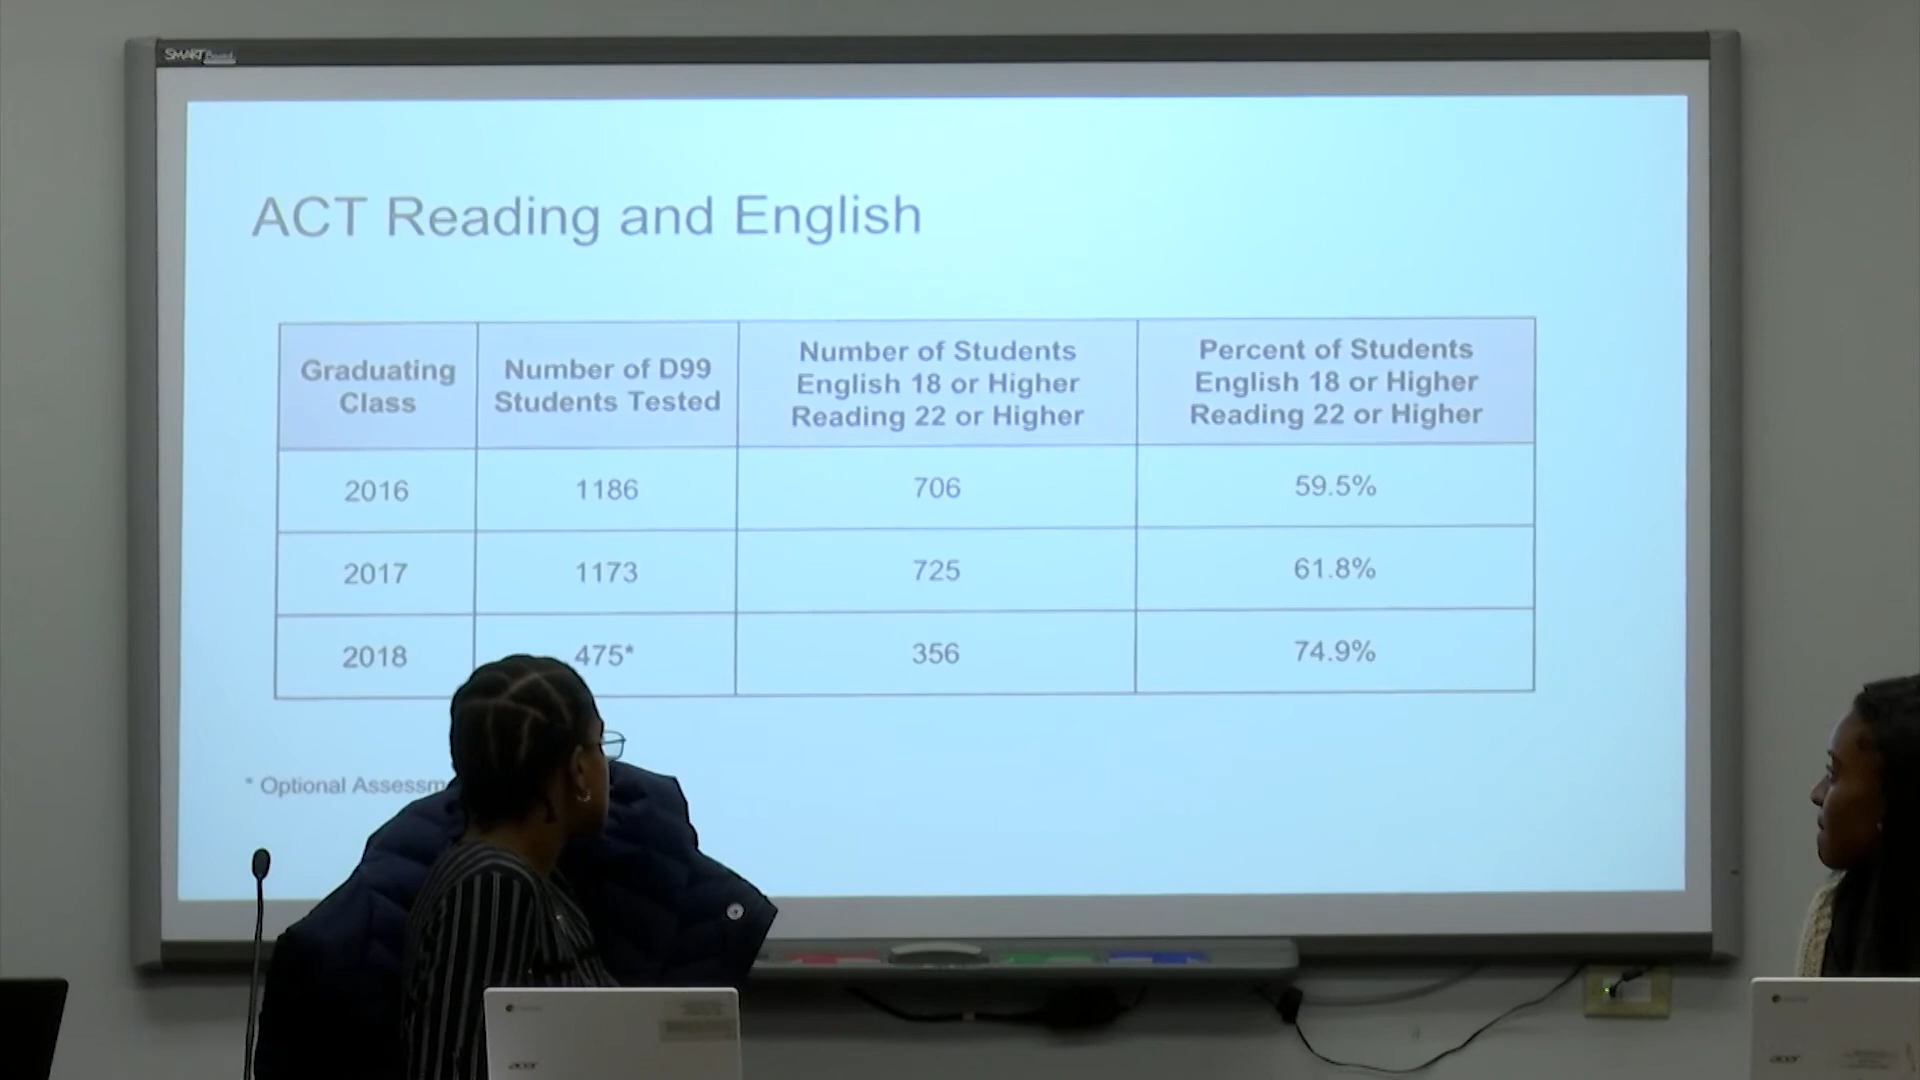 SMART Board
ACT Reading and English
Graduating Class
Number of D99 Students Tested
Number of Students English 18 or Higher Reading 22 or Higher
Percent of Students English 18 or Higher Reading 22 or Higher
2016 1186 706 59.5%
2017 1173 725 61.8%
2018 475* 356 74.9%
* Optional
acer
acer